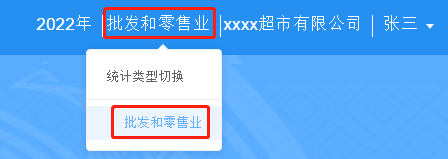 2022年 | 批发和零售业 | xxxx超市有限公司 | 张三
统计类型切换
批发和零售业